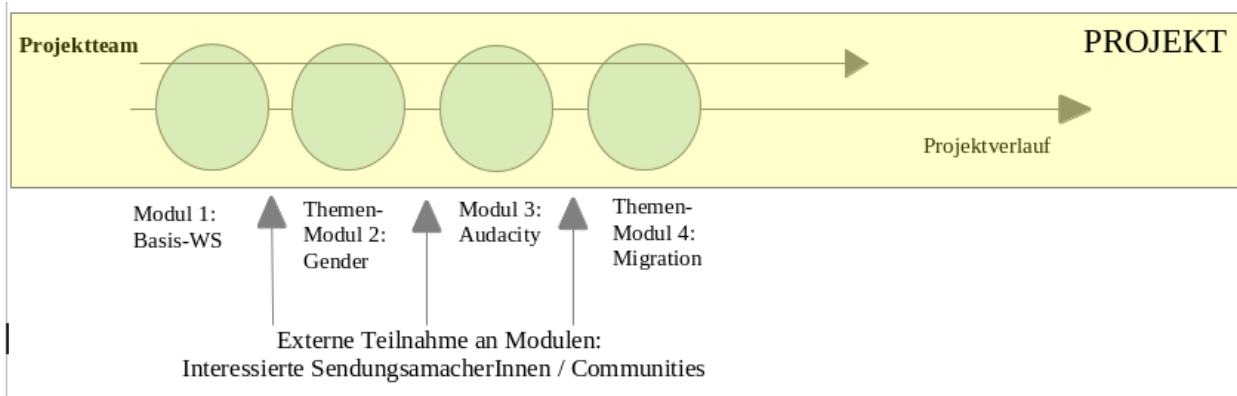 Projektteam
PROJEKT
Projektverlauf
Modul 1:
Basis-WS
Themen-
Modul 2:
Gender
Modul 3:
Audacity
Themen-
Modul 4:
Migration
Externe Teilnahme an Modulen:
Interessierte SendungsamacherInnen / Communities